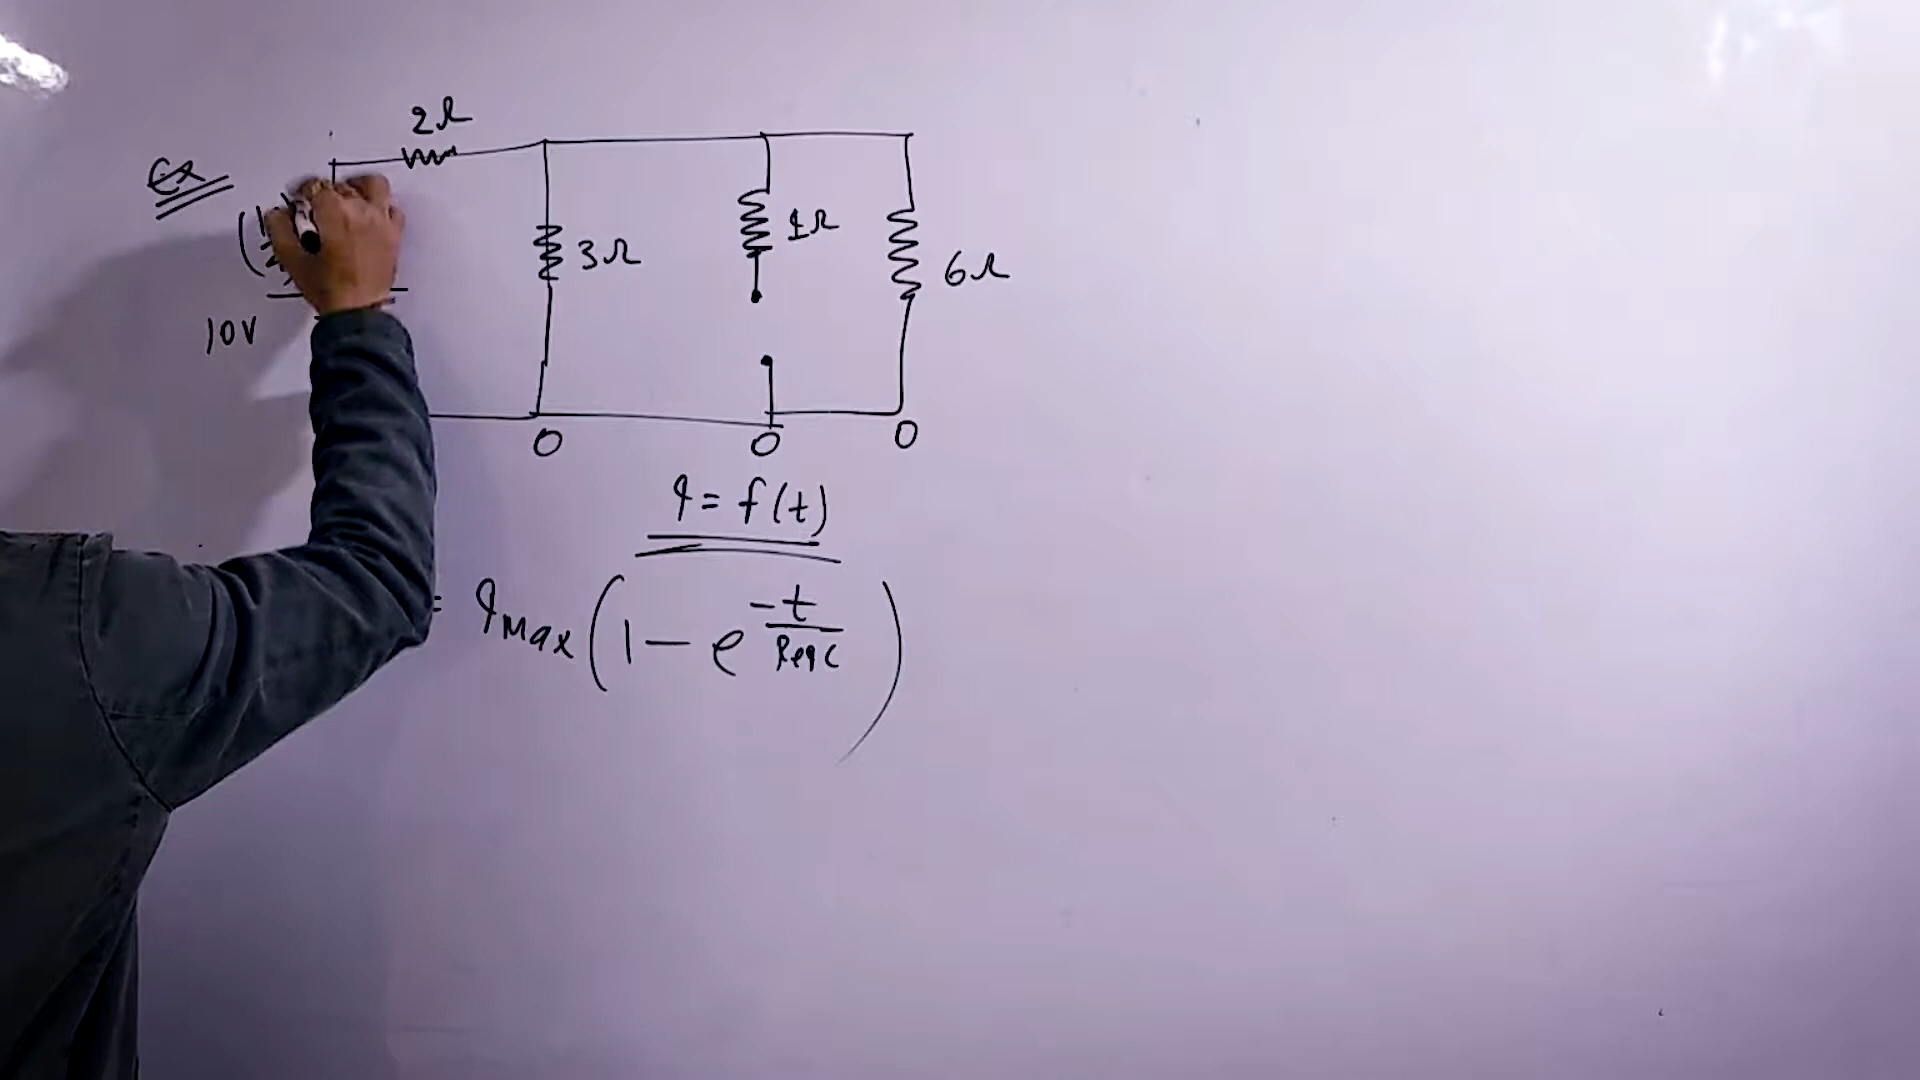 Ex
2Ω
3Ω
1Ω
6Ω
10V
0 0 0
q = f(t)
= qMax(1 - e^(-t/ReqC))